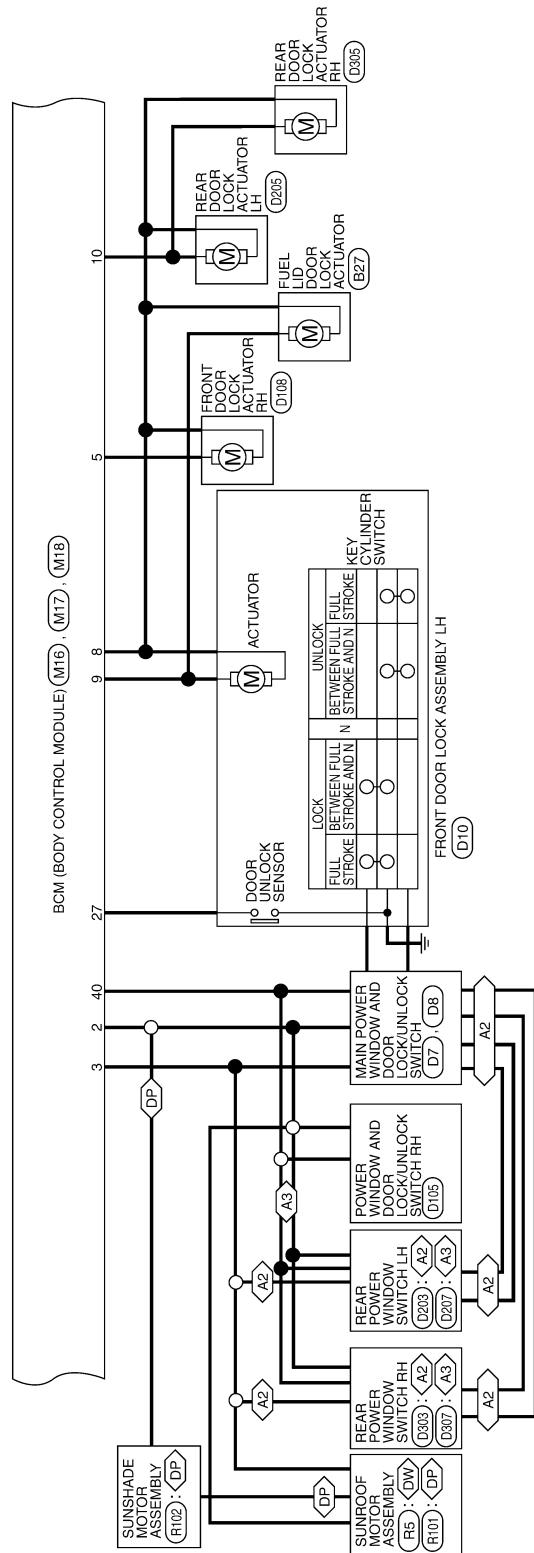 BCM (BODY CONTROL MODULE) M16 , M17 , M18
3
2
40
27
9
8
5
10
DP
SUNSHADE
MOTOR
ASSEMBLY
R102 : DP
DP
SUNROOF
MOTOR
ASSEMBLY
R5 : DW
R101 : DP
A2
REAR
POWER
WINDOW
SWITCH RH
D303 : A2
D307 : A3
A2
A2
REAR
POWER
WINDOW
SWITCH LH
D203 : A2
D207 : A3
A2
A3
POWER
WINDOW AND
DOOR
LOCK/UNLOCK
SWITCH RH
D105
MAIN POWER
WINDOW AND
DOOR
LOCK/UNLOCK
SWITCH
D7 , D8
A2
DOOR
UNLOCK
SENSOR
M
ACTUATOR
LOCK
N
UNLOCK
FULL
STROKE
BETWEEN FULL
STROKE AND N
BETWEEN FULL
STROKE AND N
FULL
STROKE
KEY
CYLINDER
SWITCH
FRONT DOOR LOCK ASSEMBLY LH
D10
M
FRONT
DOOR
LOCK
ACTUATOR
RH
D108
M
FUEL
LID
DOOR
LOCK
ACTUATOR
B27
M
REAR
DOOR
LOCK
ACTUATOR
LH
D205
M
REAR
DOOR
LOCK
ACTUATOR
RH
D305